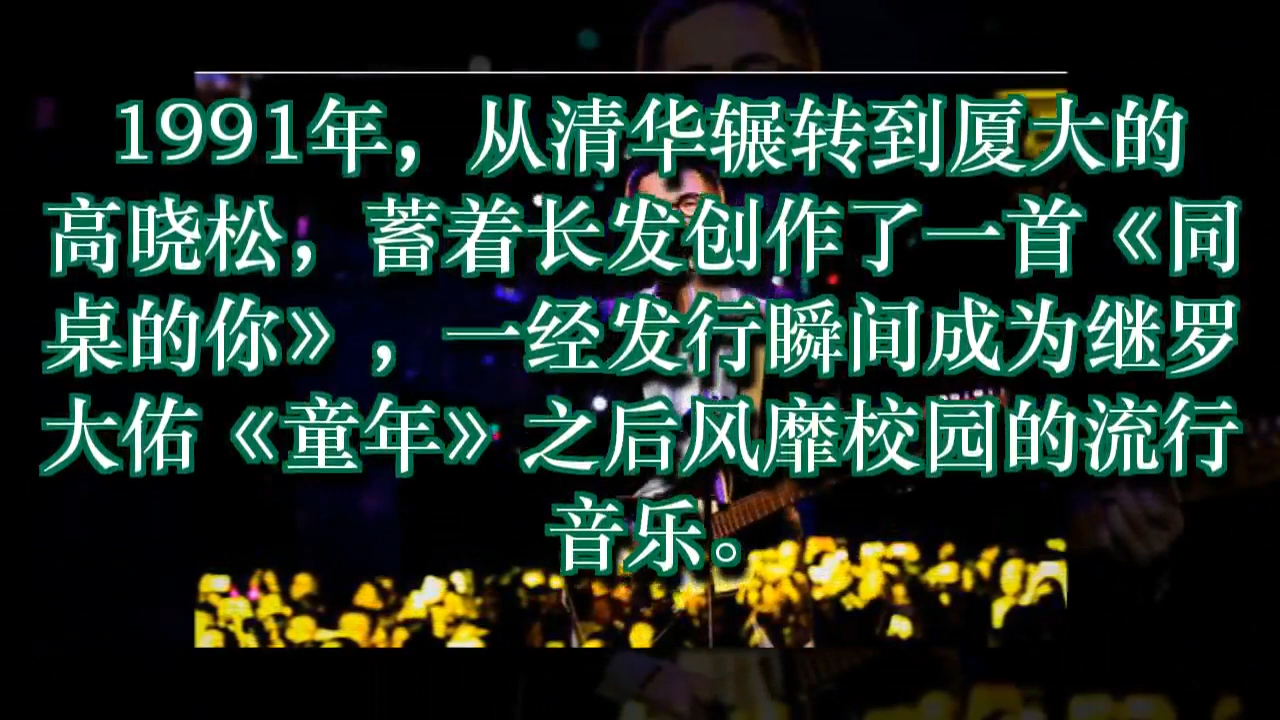 1991年，从清华辗转到厦大的
高晓松，蓄着长发创作了一首《同
桌的你》，一经发行瞬间成为继罗
大佑《童年》之后风靡校园的流行
音乐。